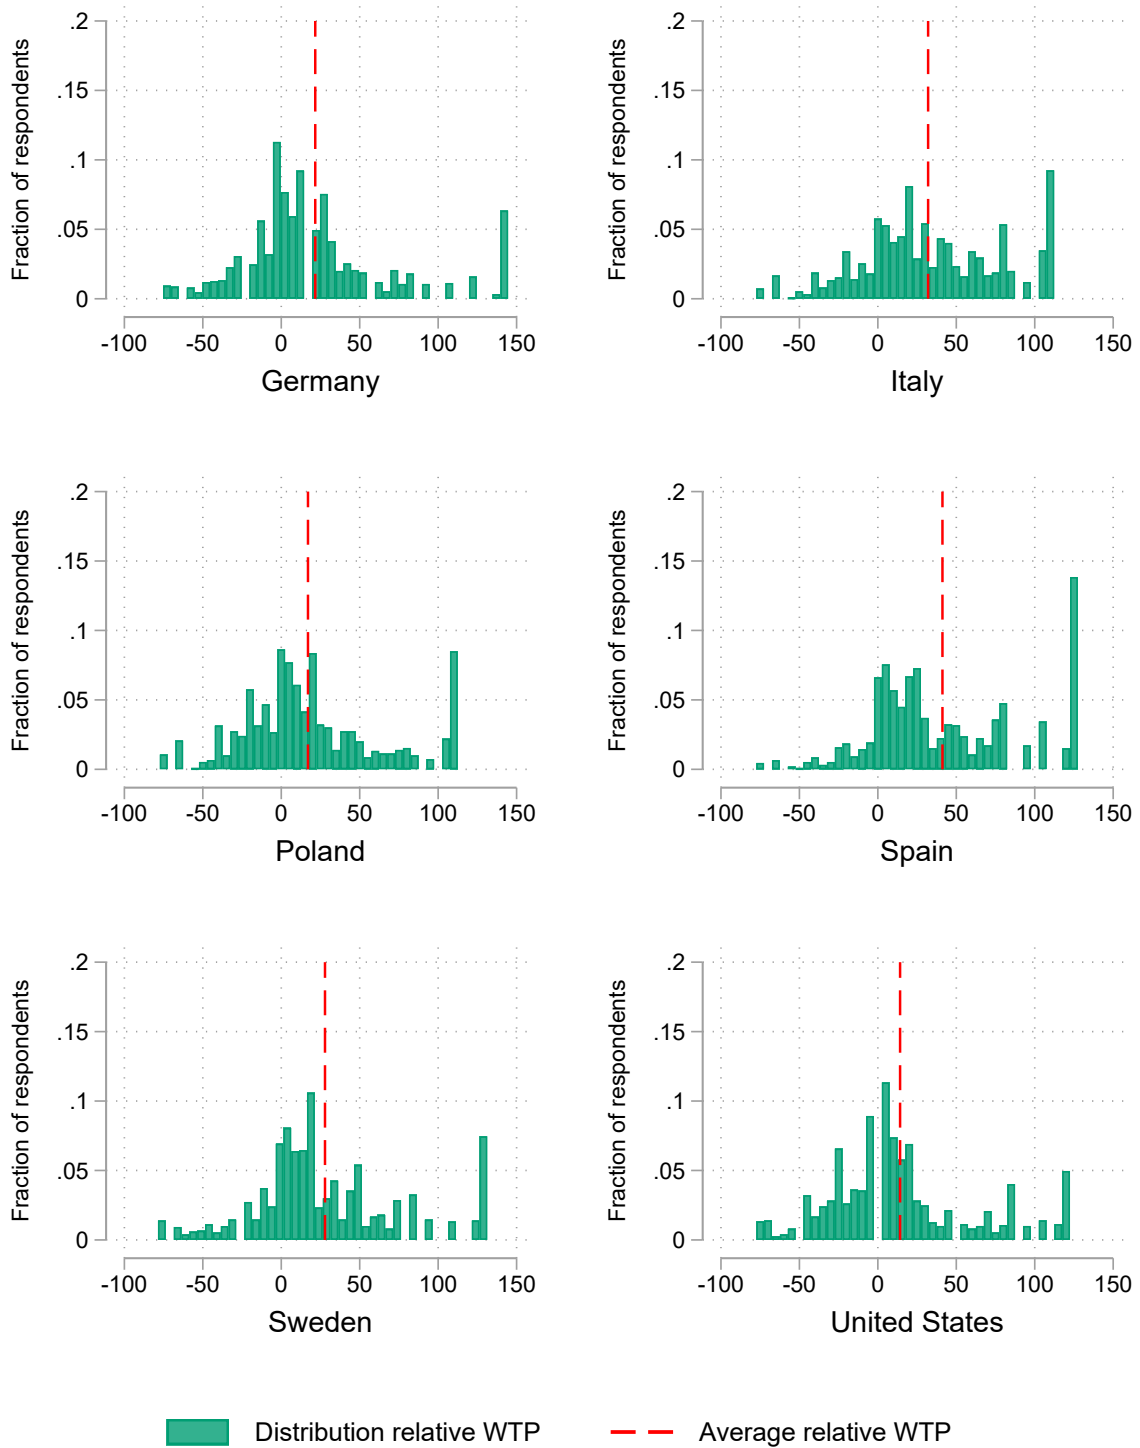 Fraction of respondents
.2
.15
.1
.05
0
-100 -50 0 50 100 150
Germany
Fraction of respondents
.2
.15
.1
.05
0
-100 -50 0 50 100 150
Italy
Fraction of respondents
.2
.15
.1
.05
0
-100 -50 0 50 100 150
Poland
Fraction of respondents
.2
.15
.1
.05
0
-100 -50 0 50 100 150
Spain
Fraction of respondents
.2
.15
.1
.05
0
-100 -50 0 50 100 150
Sweden
Fraction of respondents
.2
.15
.1
.05
0
-100 -50 0 50 100 150
United States
Distribution relative WTP
Average relative WTP